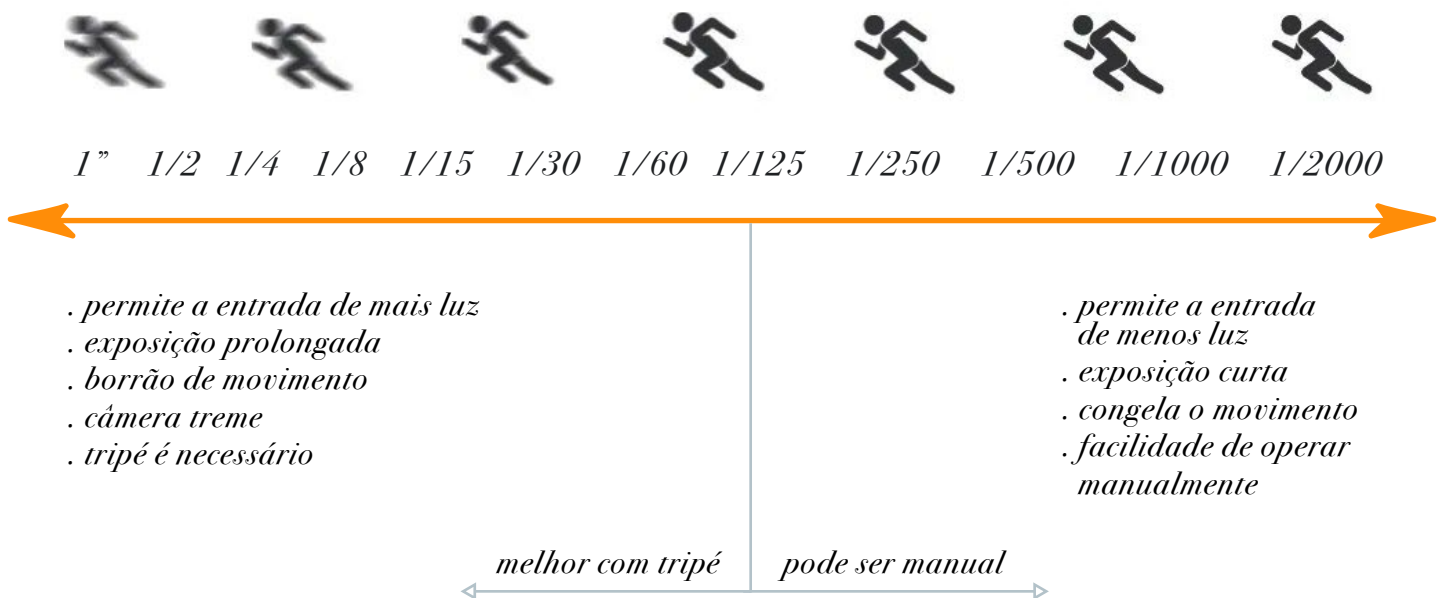 1” 1/2 1/4 1/8 1/15 1/30 1/60 1/125 1/250 1/500 1/1000 1/2000
. permite a entrada de mais luz
. exposição prolongada
. borrão de movimento
. câmera treme
. tripé é necessário
. permite a entrada
de menos luz
. exposição curta
. congela o movimento
. facilidade de operar
manualmente
melhor com tripé
pode ser manual